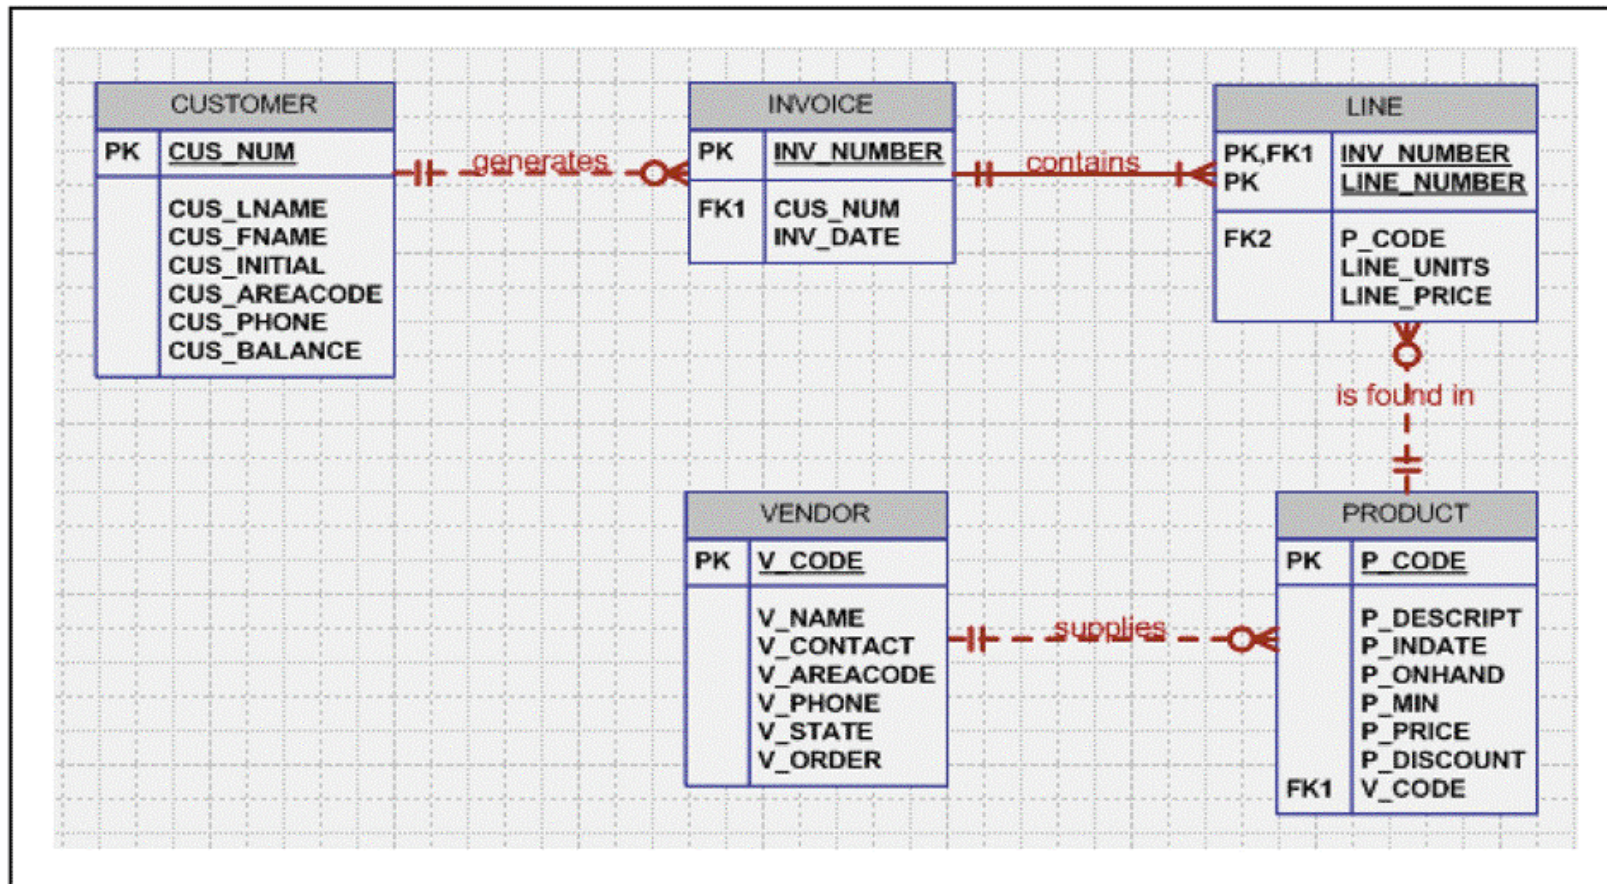 CUSTOMER
PK CUS_NUM
CUS_LNAME
CUS_FNAME
CUS_INITIAL
CUS_AREACODE
CUS_PHONE
CUS_BALANCE
generates
INVOICE
PK INV_NUMBER
FK1 CUS_NUM
INV_DATE
contains
LINE
PK,FK1 INV_NUMBER
PK LINE_NUMBER
FK2 P_CODE
LINE_UNITS
LINE_PRICE
is found in
VENDOR
PK V_CODE
V_NAME
V_CONTACT
V_AREACODE
V_PHONE
V_STATE
V_ORDER
supplies
PRODUCT
PK P_CODE
P_DESCRIPT
P_INDATE
P_ONHAND
P_MIN
P_PRICE
P_DISCOUNT
FK1 V_CODE